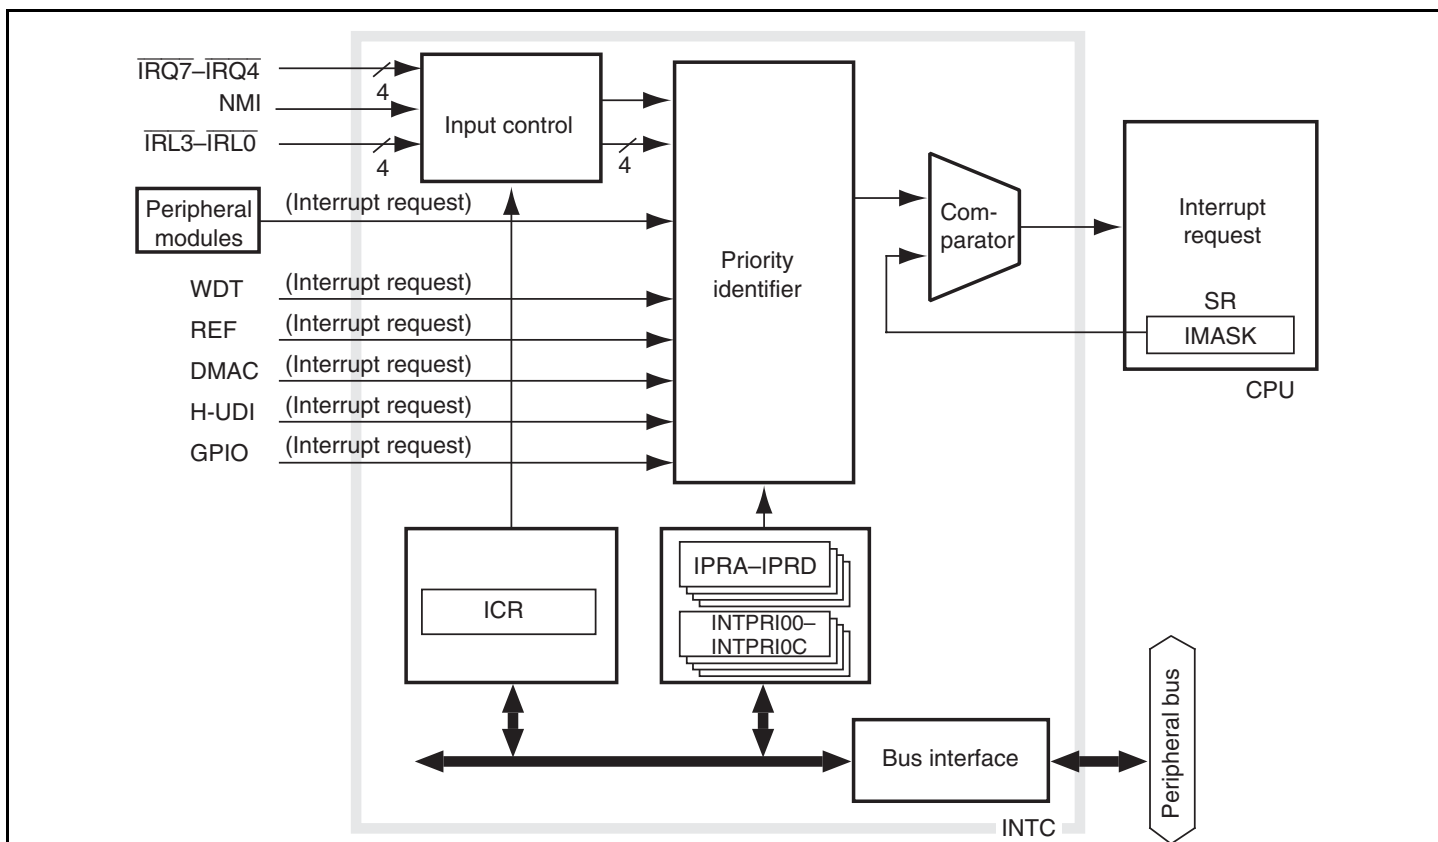 IRQ7–IRQ4
4
NMI
IRL3–IRL0
4
Input control
4
Peripheral
modules
(Interrupt request)
WDT
(Interrupt request)
REF
(Interrupt request)
DMAC
(Interrupt request)
H-UDI
(Interrupt request)
GPIO
(Interrupt request)
Priority
identifier
Com-
parator
Interrupt
request
SR
IMASK
CPU
ICR
IPRA–IPRD
INTPRI00–
INTPRI0C
Bus interface
Peripheral bus
INTC